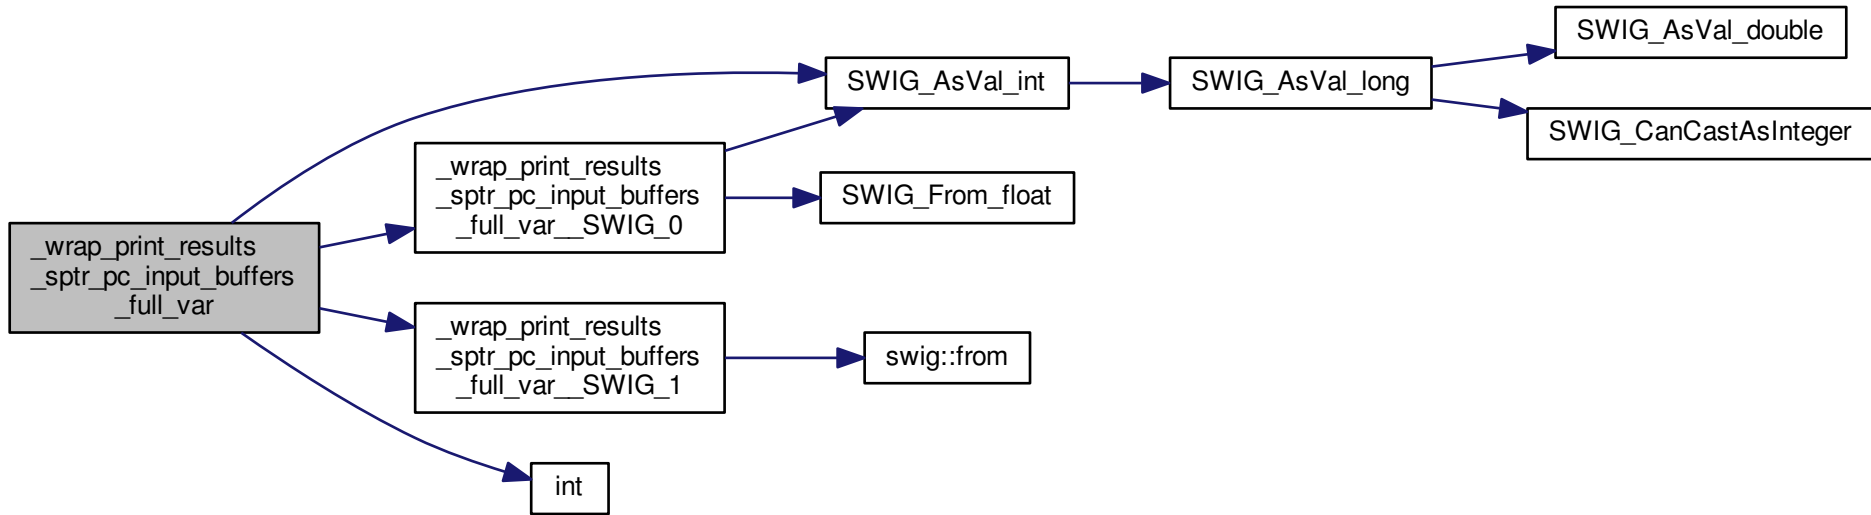 _wrap_print_results
_sptr_pc_input_buffers
_full_var
_wrap_print_results
_sptr_pc_input_buffers
_full_var__SWIG_0
_wrap_print_results
_sptr_pc_input_buffers
_full_var__SWIG_1
int
SWIG_AsVal_int
SWIG_From_float
swig::from
SWIG_AsVal_long
SWIG_AsVal_double
SWIG_CanCastAsInteger